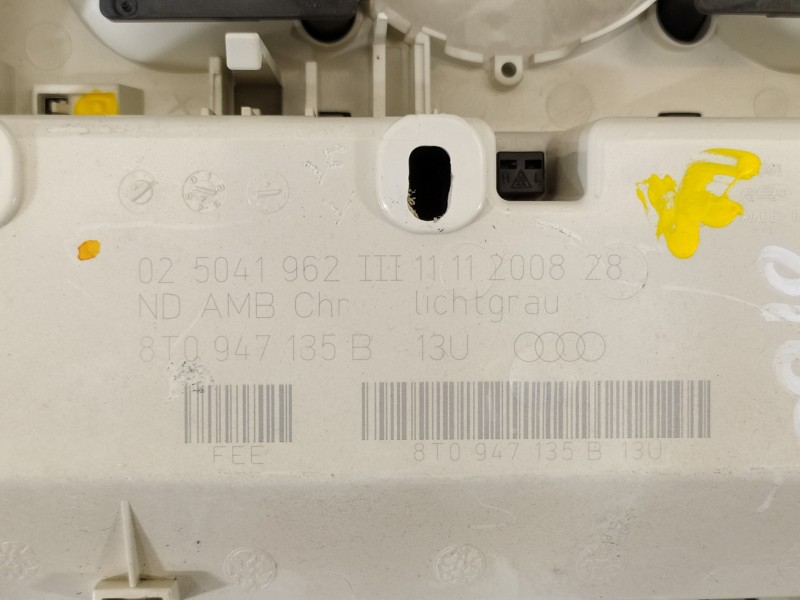 H L
02 5041 962 III 11 11 2008 28
ND AMB Chr lichtgrau
8T0 947 135 B 13U
FEE
8T0 947 135 B 13U